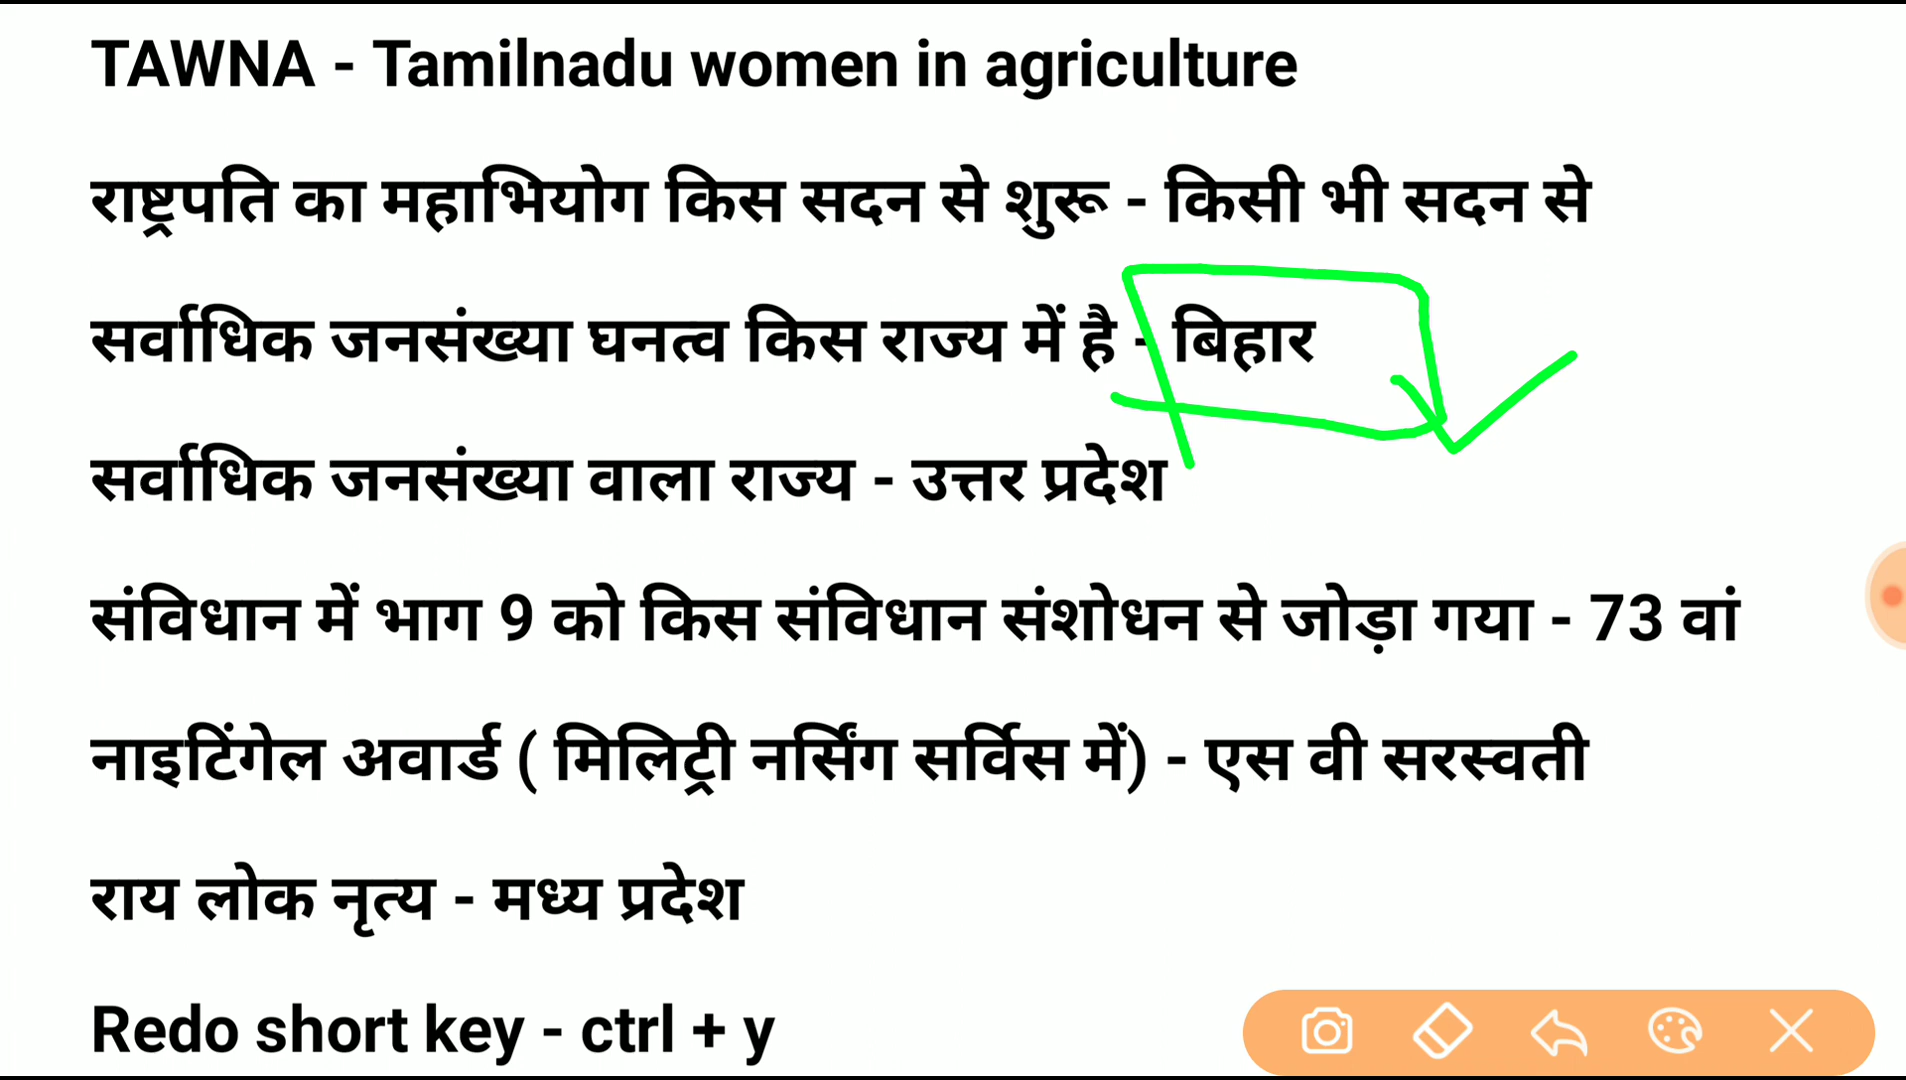 TAWNA - Tamilnadu women in agriculture
राष्ट्रपति का महाभियोग किस सदन से शुरू - किसी भी सदन से
सर्वाधिक जनसंख्या घनत्व किस राज्य में है - बिहार
सर्वाधिक जनसंख्या वाला राज्य - उत्तर प्रदेश
संविधान में भाग 9 को किस संविधान संशोधन से जोड़ा गया - 73 वां
नाइटिंगेल अवार्ड ( मिलिट्री नर्सिंग सर्विस में) - एस वी सरस्वती
राय लोक नृत्य - मध्य प्रदेश
Redo short key - ctrl + y